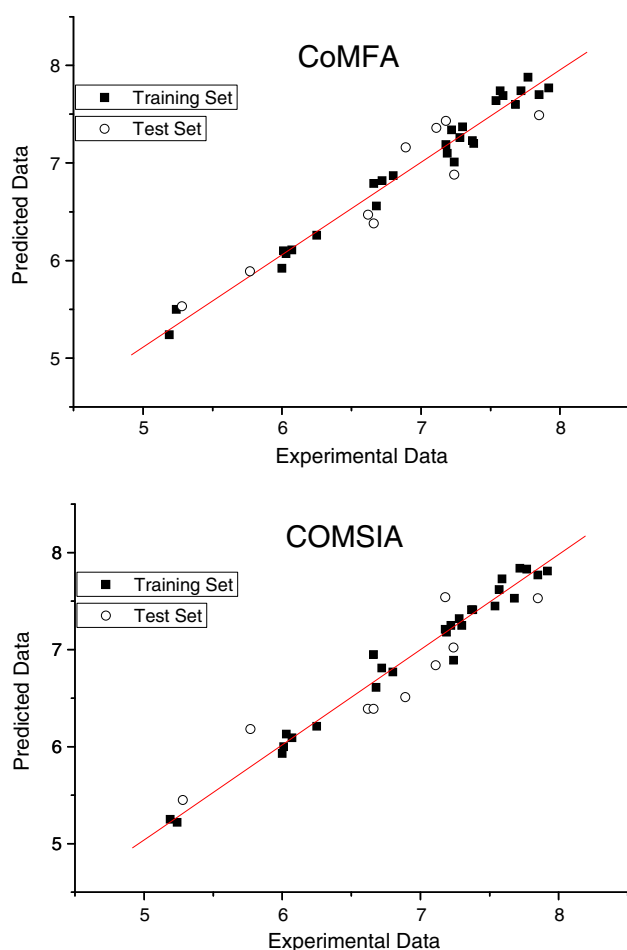 CoMFA
Training Set
Test Set
8
7
6
5
Predicted Data
5 6 7 8
Experimental Data
COMSIA
Training Set
Test Set
8
7
6
5
Predicted Data
5 6 7 8
Experimental Data